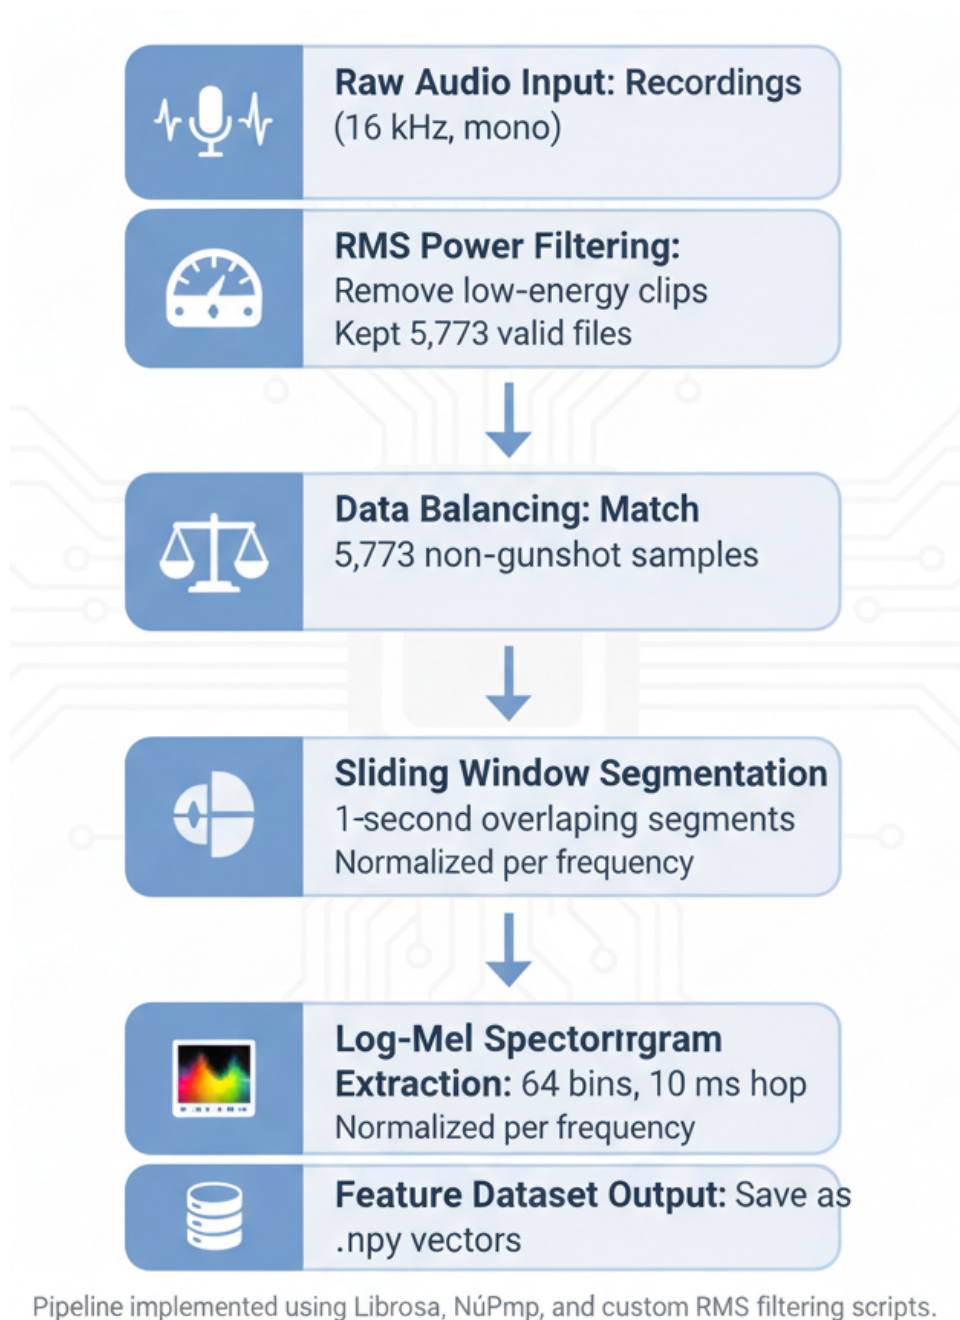 Raw Audio Input: Recordings
(16 kHz, mono)
RMS Power Filtering:
Remove low-energy clips
Kept 5,773 valid files
Data Balancing: Match
5,773 non-gunshot samples
Sliding Window Segmentation
1-second overlaping segments
Normalized per frequency
Log-Mel Spectorrrgram
Extraction: 64 bins, 10 ms hop
Normalized per frequency
Feature Dataset Output: Save as
.npy vectors
Pipeline implemented using Librosa, NúPmp, and custom RMS filtering scripts.